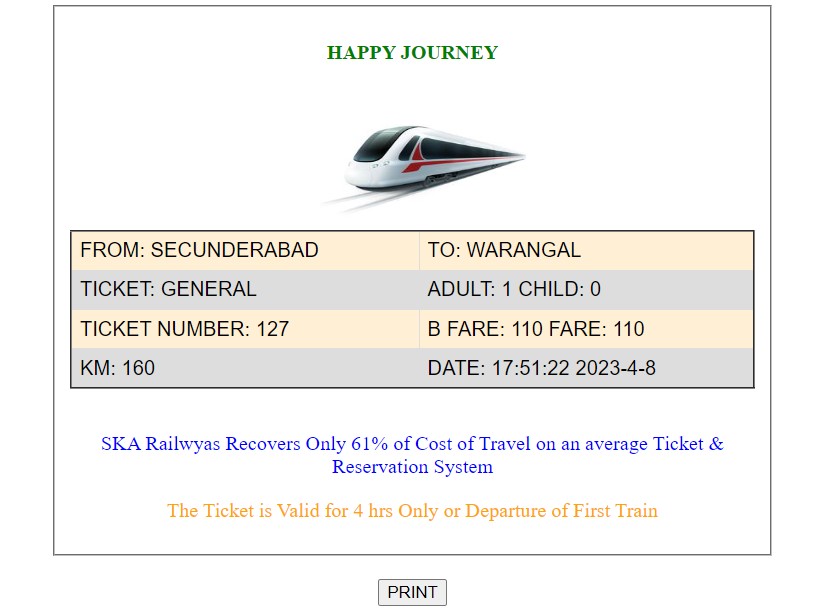 HAPPY JOURNEY
FROM: SECUNDERABAD TO: WARANGAL
TICKET: GENERAL ADULT: 1 CHILD: 0
TICKET NUMBER: 127 B FARE: 110 FARE: 110
KM: 160 DATE: 17:51:22 2023-4-8
SKA Railwyas Recovers Only 61% of Cost of Travel on an average Ticket &
Reservation System
The Ticket is Valid for 4 hrs Only or Departure of First Train
PRINT